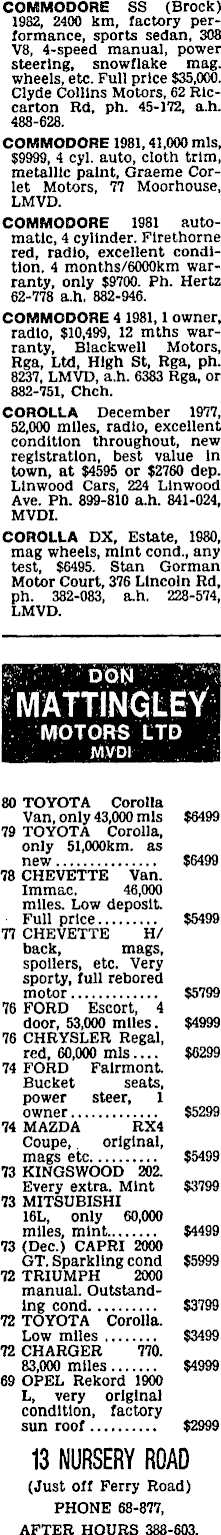 COMMODORE SS (Brock)
1982, 2400 km, factory per-
formance, sports sedan, 308
V8, 4-speed manual, power
steering, snowflake mag.
wheels, etc. Full price $35,000.
Clyde Collins Motors, 62 Ric-
carton Rd, ph. 45-172, a.h.
488-628.
COMMODORE 1981, 41,000 mls,
$9999, 4 cyl. auto, cloth trim,
metallic paint, Graeme Cor-
let Motors, 77 Moorhouse,
LMVD.
COMMODORE 1981 auto-
matic, 4 cylinder. Firethorne
red, radio, excellent condi-
tion. 4 months/6000km war-
ranty, only $9700. Ph. Hertz
62-778 a.h. 882-946.
COMMODORE 4 1981, 1 owner,
radio, $10,499, 12 mths war-
ranty, Blackwell Motors,
Rga, Ltd, High St, Rga, ph.
8237, LMVD, a.h. 6383 Rga, or
882-751, Chch.
COROLLA December 1977,
52,000 miles, radio, excellent
condition throughout, new
registration, best value in
town, at $4595 or $2760 dep.
Linwood Cars, 224 Linwood
Ave. Ph. 899-810 a.h. 841-024,
MVDI.
COROLLA DX, Estate, 1980,
mag wheels, mint cond., any
test, $6495. Stan Gorman
Motor Court, 376 Lincoln Rd,
ph. 382-083, a.h. 228-574,
LMVD.
DON
MATTINGLEY
MOTORS LTD
MVDI
80 TOYOTA Corolla
Van, only 43,000 mls $6499
79 TOYOTA Corolla,
only 51,000km. as
new .............. $6499
78 CHEVETTE Van.
Immac. 46,000
miles. Low deposit.
Full price......... $5499
77 CHEVETTE H/
back, mags,
spoilers, etc. Very
sporty, full rebored
motor ............. $5799
76 FORD Escort, 4
door, 53,000 miles. $4999
76 CHRYSLER Regal,
red, 60,000 mls .... $6299
74 FORD Fairmont.
Bucket seats,
power steer, 1
owner ............. $5299
74 MAZDA RX4
Coupe, original,
mags etc. .......... $5499
73 KINGSWOOD 202.
Every extra. Mint $3799
73 MITSUBISHI
16L, only 60,000
miles, mint........ $4499
73 (Dec.) CAPRI 2000
GT. Sparkling cond $5999
72 TRIUMPH 2000
manual. Outstand-
ing cond. .......... $3799
72 TOYOTA Corolla.
Low miles ........ $3499
72 CHARGER 770.
83,000 miles ....... $4999
69 OPEL Rekord 1900
L, very original
condition, factory
sun roof .......... $2999
13 NURSERY ROAD
(Just off Ferry Road)
PHONE 68-877,
AFTER HOURS 388-603.